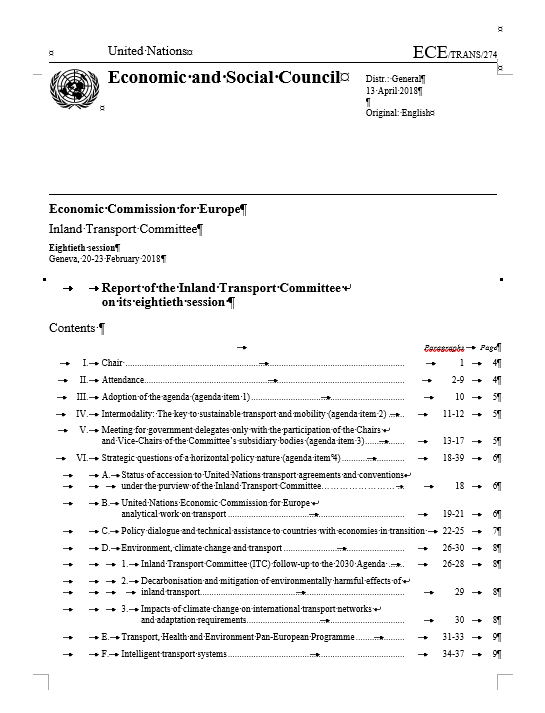 United Nations
ECE/TRANS/274
Economic and Social Council
Distr.: General
13 April 2018
Original: English
Economic Commission for Europe
Inland Transport Committee
Eightieth session
Geneva, 20-23 February 2018
Report of the Inland Transport Committee
on its eightieth session
Contents
Paragraphs Page
I. Chair 1 4
II. Attendance 2-9 4
III. Adoption of the agenda (agenda item 1) 10 5
IV. Intermodality: The key to sustainable transport and mobility (agenda item 2) 11-12 5
V. Meeting for government delegates only with the participation of the Chairs
and Vice-Chairs of the Committee's subsidiary bodies (agenda item 3) 13-17 5
VI. Strategic questions of a horizontal policy nature (agenda item 4) 18-39 6
A. Status of accession to United Nations transport agreements and conventions
under the purview of the Inland Transport Committee 18 6
B. United Nations Economic Commission for Europe
analytical work on transport 19-21 6
C. Policy dialogue and technical assistance to countries with economies in transition 22-25 7
D. Environment, climate change and transport 26-30 8
1. Inland Transport Committee (ITC) follow-up to the 2030 Agenda 26-28 8
2. Decarbonisation and mitigation of environmentally harmful effects of
inland transport 29 8
3. Impacts of climate change on international transport networks
and adaptation requirements 30 8
E. Transport, Health and Environment Pan-European Programme 31-33 9
F. Intelligent transport systems 34-37 9